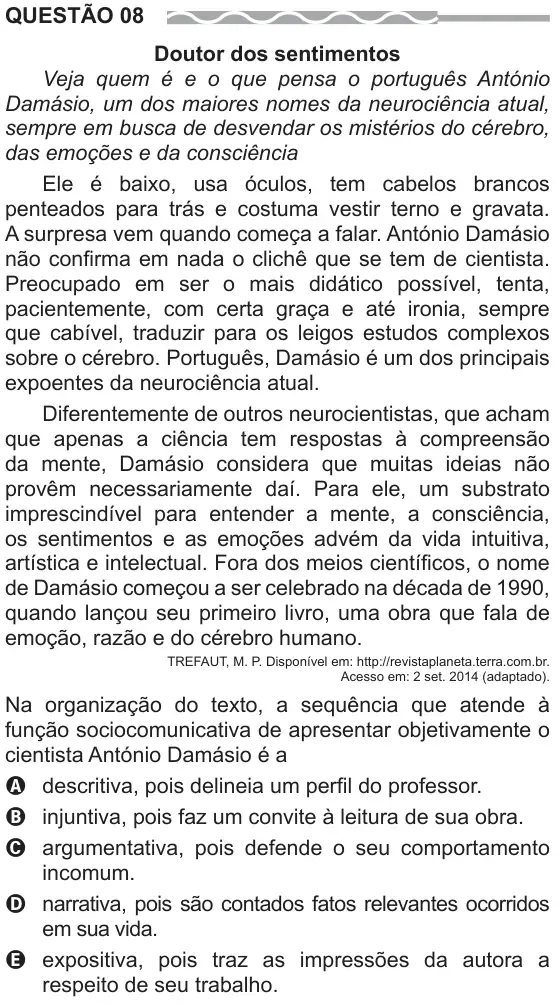 QUESTÃO 08
Doutor dos sentimentos
Veja quem é e o que pensa o português António
Damásio, um dos maiores nomes da neurociência atual,
sempre em busca de desvendar os mistérios do cérebro,
das emoções e da consciência
Ele é baixo, usa óculos, tem cabelos brancos
penteados para trás e costuma vestir terno e gravata.
A surpresa vem quando começa a falar. António Damásio
não confirma em nada o clichê que se tem de cientista.
Preocupado em ser o mais didático possível, tenta,
pacientemente, com certa graça e até ironia, sempre
que cabível, traduzir para os leigos estudos complexos
sobre o cérebro. Português, Damásio é um dos principais
expoentes da neurociência atual.
Diferentemente de outros neurocientistas, que acham
que apenas a ciência tem respostas à compreensão
da mente, Damásio considera que muitas ideias não
provêm necessariamente daí. Para ele, um substrato
imprescindível para entender a mente, a consciência,
os sentimentos e as emoções advém da vida intuitiva,
artística e intelectual. Fora dos meios científicos, o nome
de Damásio começou a ser celebrado na década de 1990,
quando lançou seu primeiro livro, uma obra que fala de
emoção, razão e do cérebro humano.
TREFAUT, M. P. Disponível em: http://revistaplaneta.terra.com.br.
Acesso em: 2 set. 2014 (adaptado).
Na organização do texto, a sequência que atende à
função sociocomunicativa de apresentar objetivamente o
cientista António Damásio é a
A descritiva, pois delineia um perfil do professor.
B injuntiva, pois faz um convite à leitura de sua obra.
C argumentativa, pois defende o seu comportamento
incomum.
D narrativa, pois são contados fatos relevantes ocorridos
em sua vida.
E expositiva, pois traz as impressões da autora a
respeito de seu trabalho.